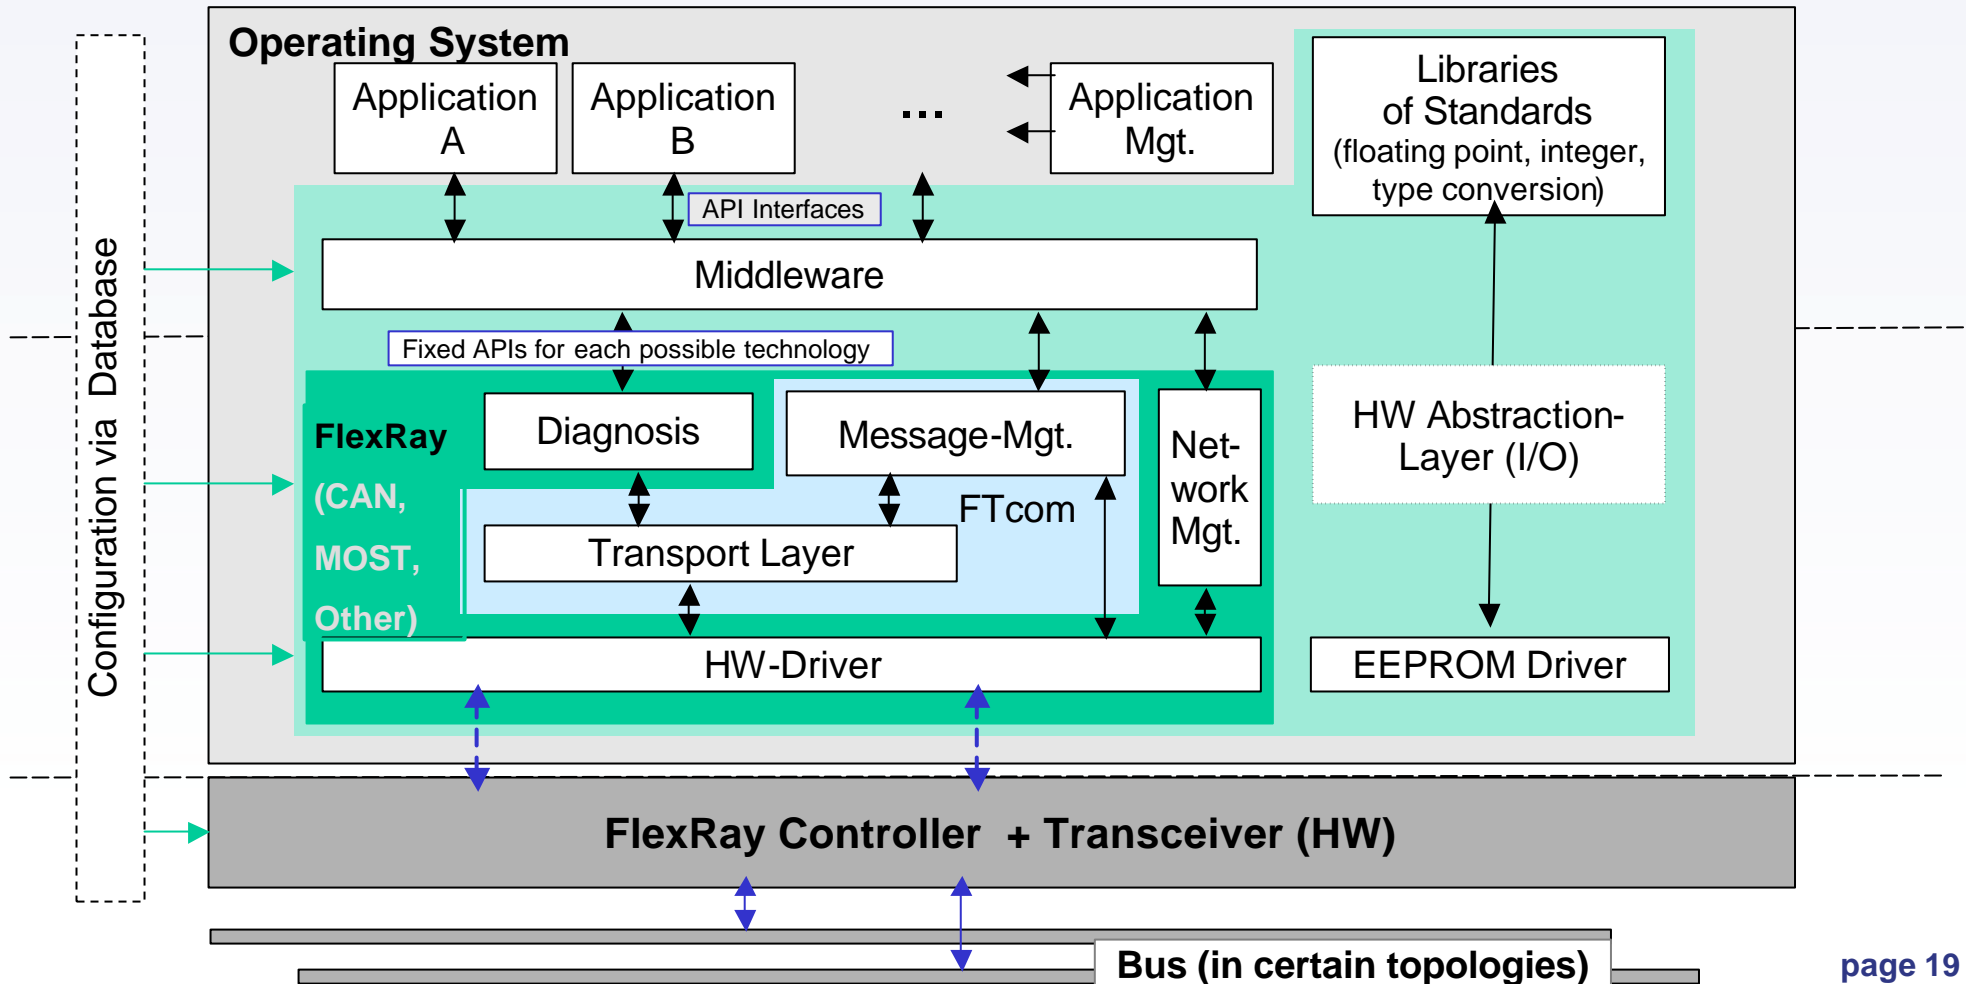 Operating System
Application
A
Application
B
...
Application
Mgt.
Libraries
of Standards
(floating point, integer,
type conversion)
API Interfaces
Middleware
Configuration via Database
Fixed APIs for each possible technology
FlexRay
(CAN,
MOST,
Other)
Diagnosis
Message-Mgt.
Net-
work
Mgt.
HW Abstraction-
Layer (I/O)
FTcom
Transport Layer
HW-Driver
EEPROM Driver
FlexRay Controller + Transceiver (HW)
Bus (in certain topologies)
page 19